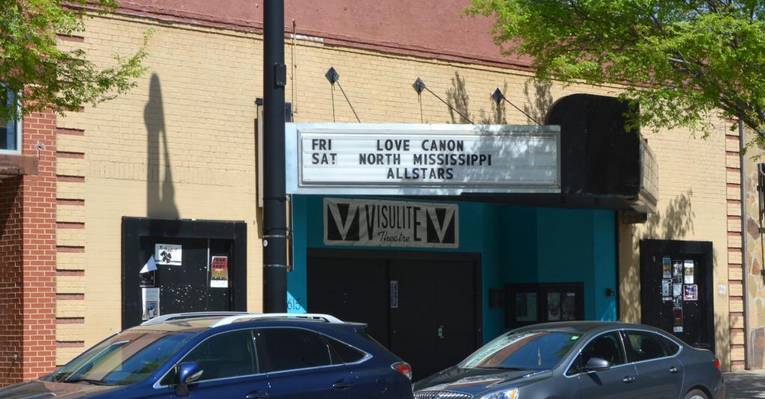 FRI LOVE CANON
SAT NORTH MISSISSIPPI
ALLSTARS
VISULITE
Theatre